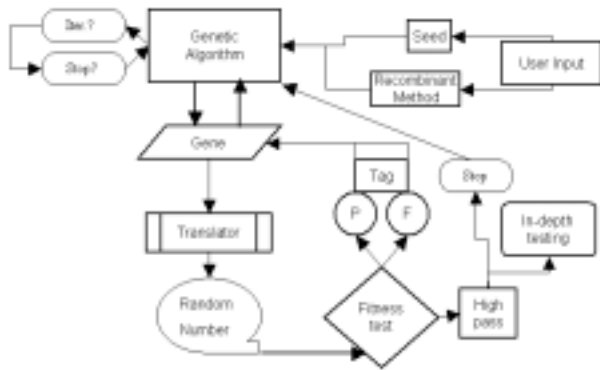 Iter.?
Stop?
Genetic
Algorithm
Seed
Recombinant
Method
User Input
Gene
Tag
P
F
Stop
In-depth
testing
Translator
Random
Number
Fitness
test
High
pass